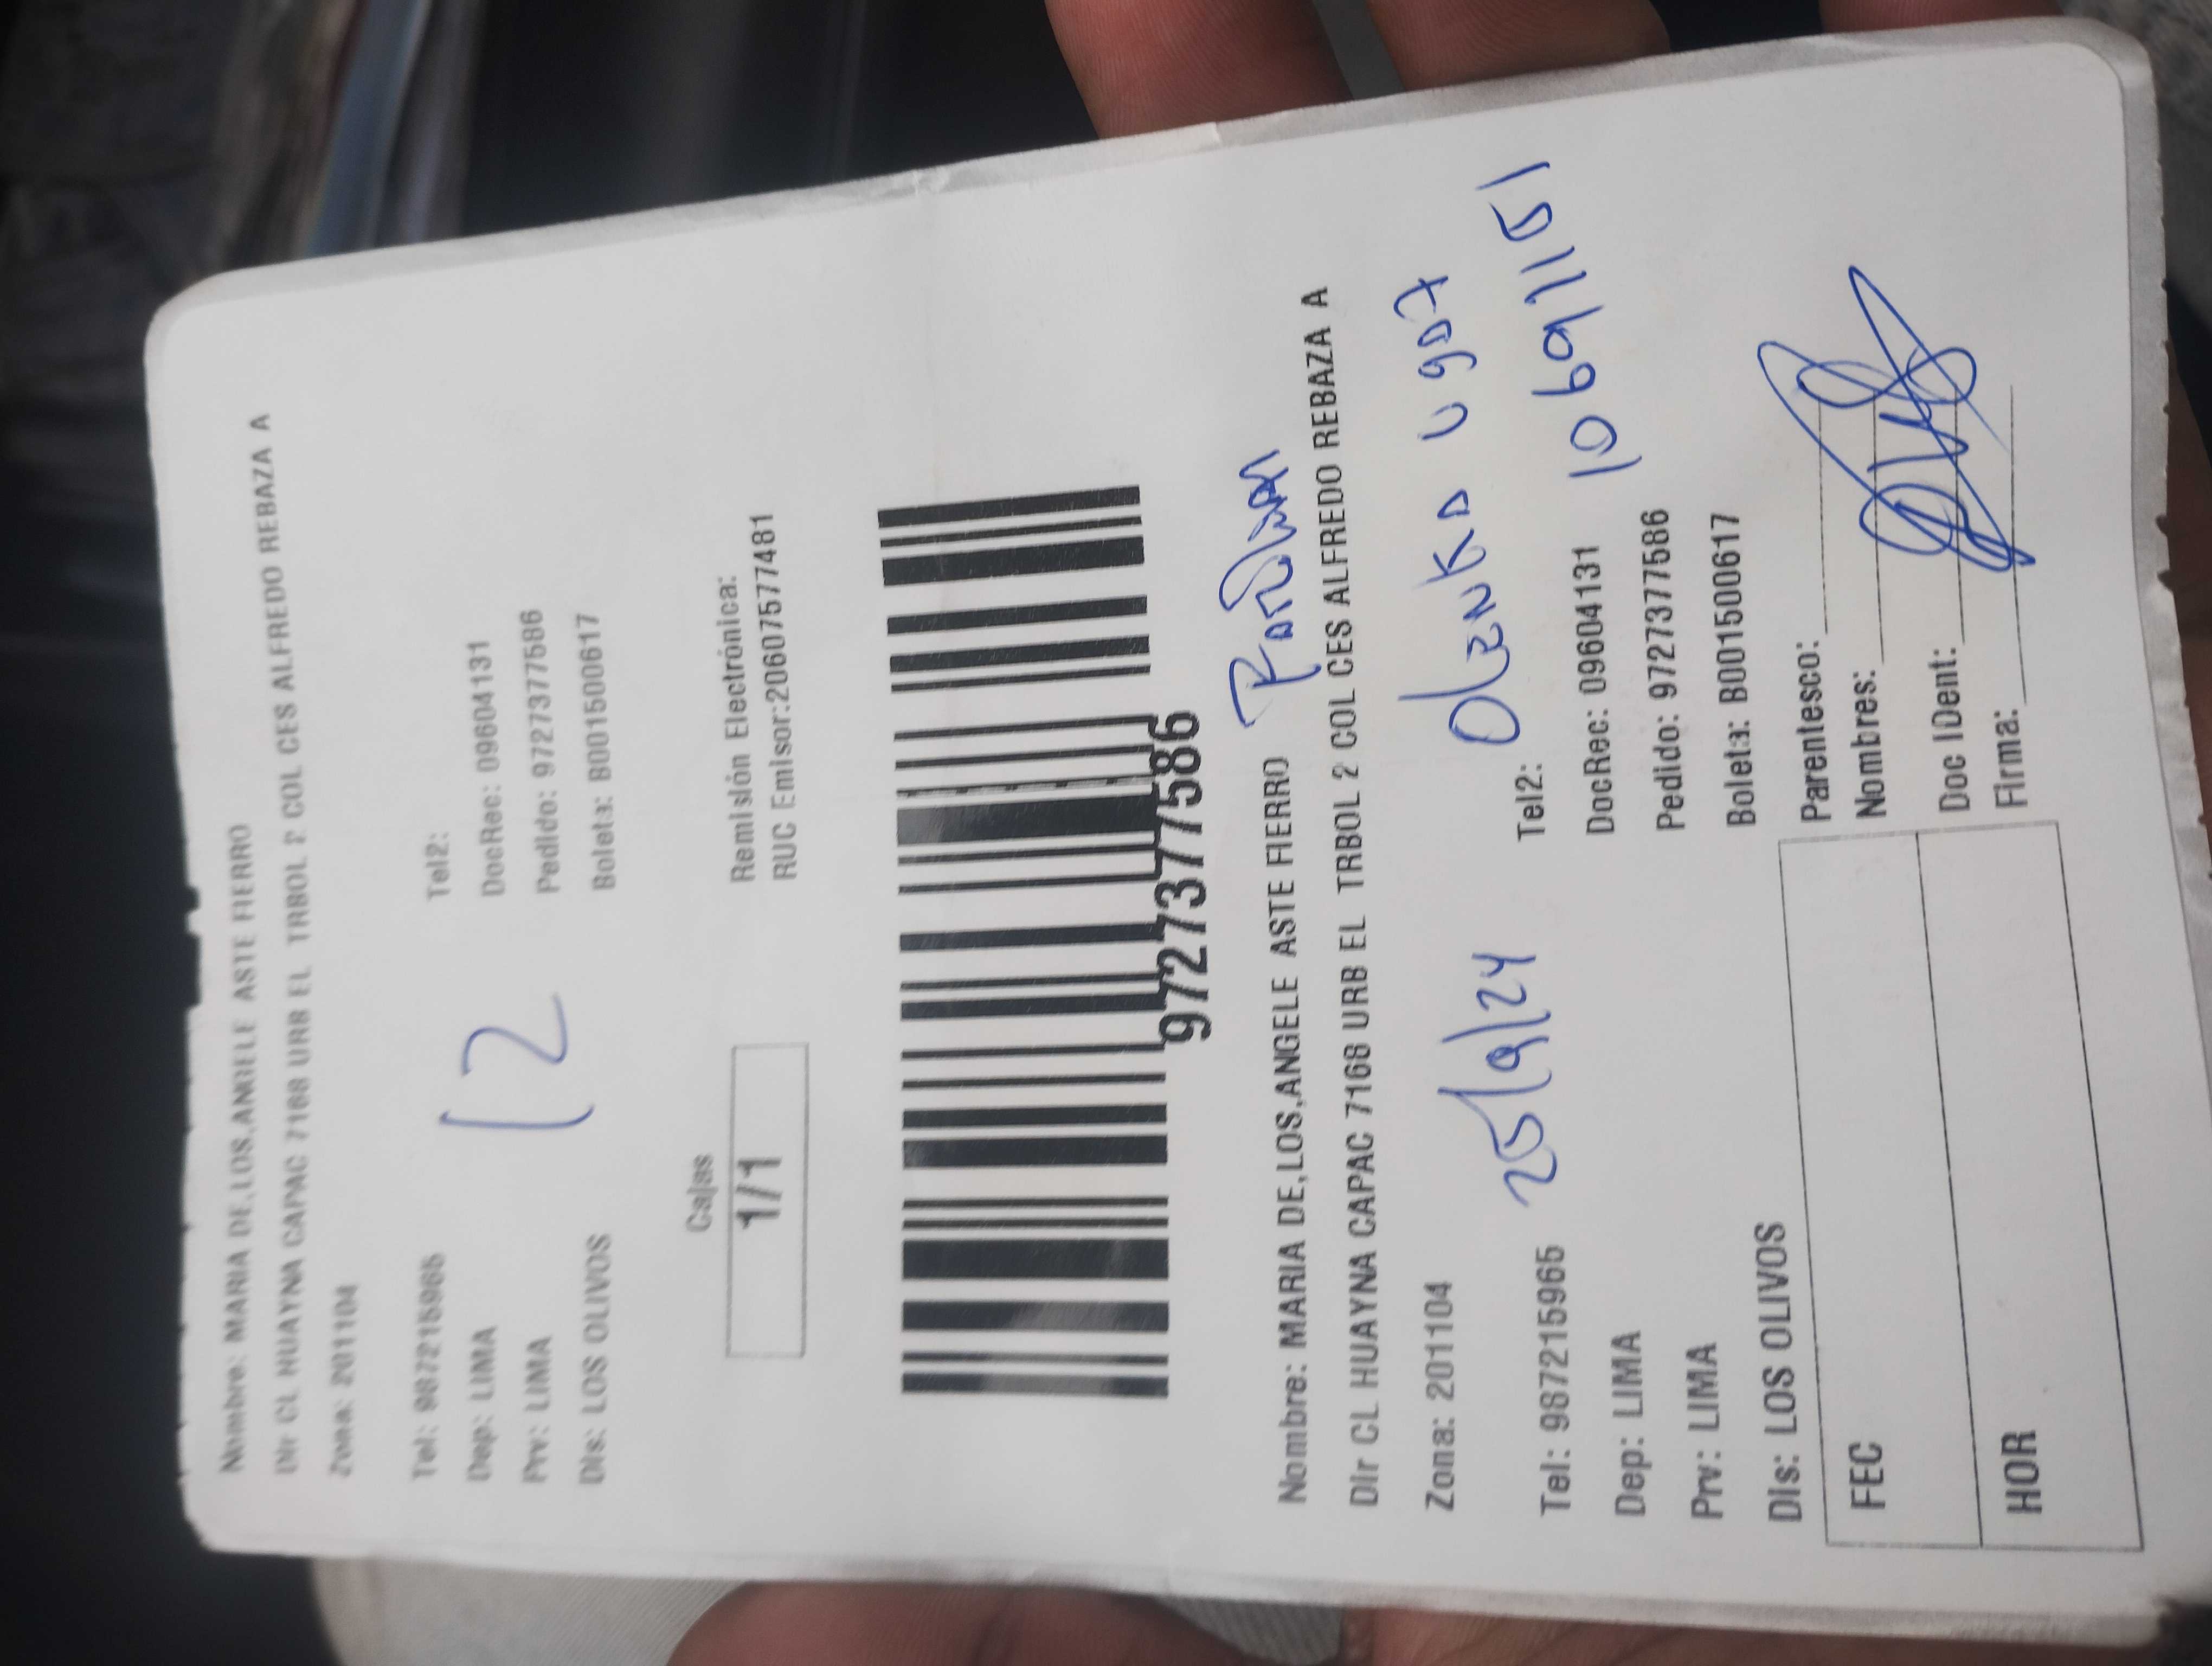 Nombre: MARIA DE,LOS,ANGELE ASTE FIERRO
Dir CL HUAYNA CAPAC 7168 URB EL TRBOL 2 COL CES ALFREDO REBAZA A
Zona: 201104
Tel: 987215965 Tel2:
Dep: LIMA DocRec: 09604131
Prv: LIMA Pedido: 97273377586
Dis: LOS OLIVOS Boleta: B001500617
12
Cajas
1/1
Remisión Electrónica:
RUC Emisor:20607577481
97273377586
Nombre: MARIA DE,LOS,ANGELE ASTE FIERRO
Dir CL HUAYNA CAPAC 7168 URB EL TRBOL 2 COL CES ALFREDO REBAZA A
Zona: 201104
25/9/24
Tel: 987215965 Tel2:
10691151
Dep: LIMA DocRec: 09604131
Prv: LIMA Pedido: 97273377586
Dis: LOS OLIVOS Boleta: B001500617
FEC
HOR
Parentesco:
Nombres:
Doc IDent:
Firma: